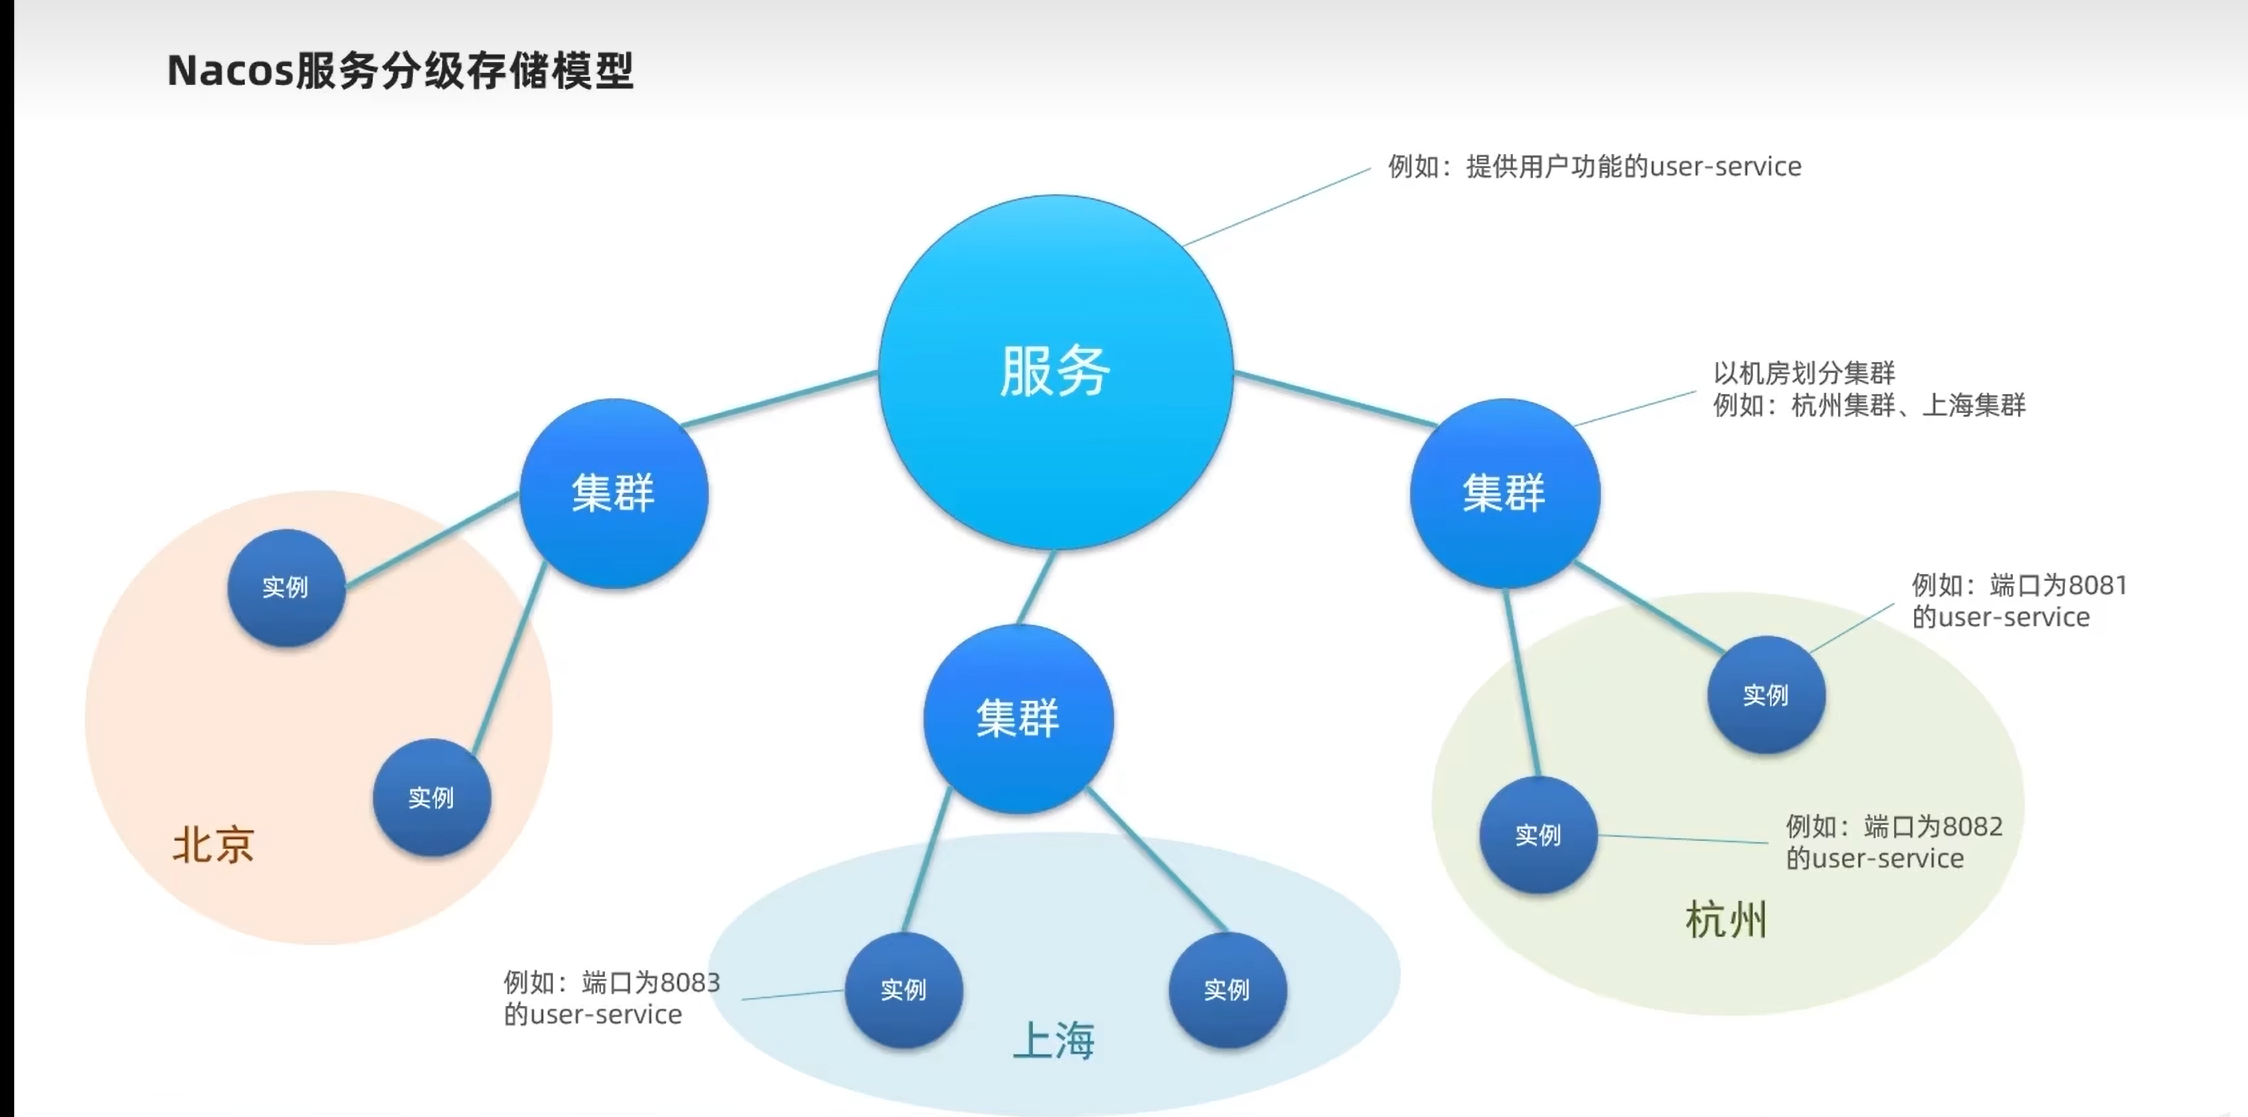 Nacos服务分级存储模型
例如：提供用户功能的user-service
服务
以机房划分集群
例如：杭州集群、上海集群
集群
集群
例如：端口为8081
的user-service
实例
实例
集群
实例
实例
例如：端口为8082
的user-service
北京
杭州
例如：端口为8083
的user-service
实例
实例
上海